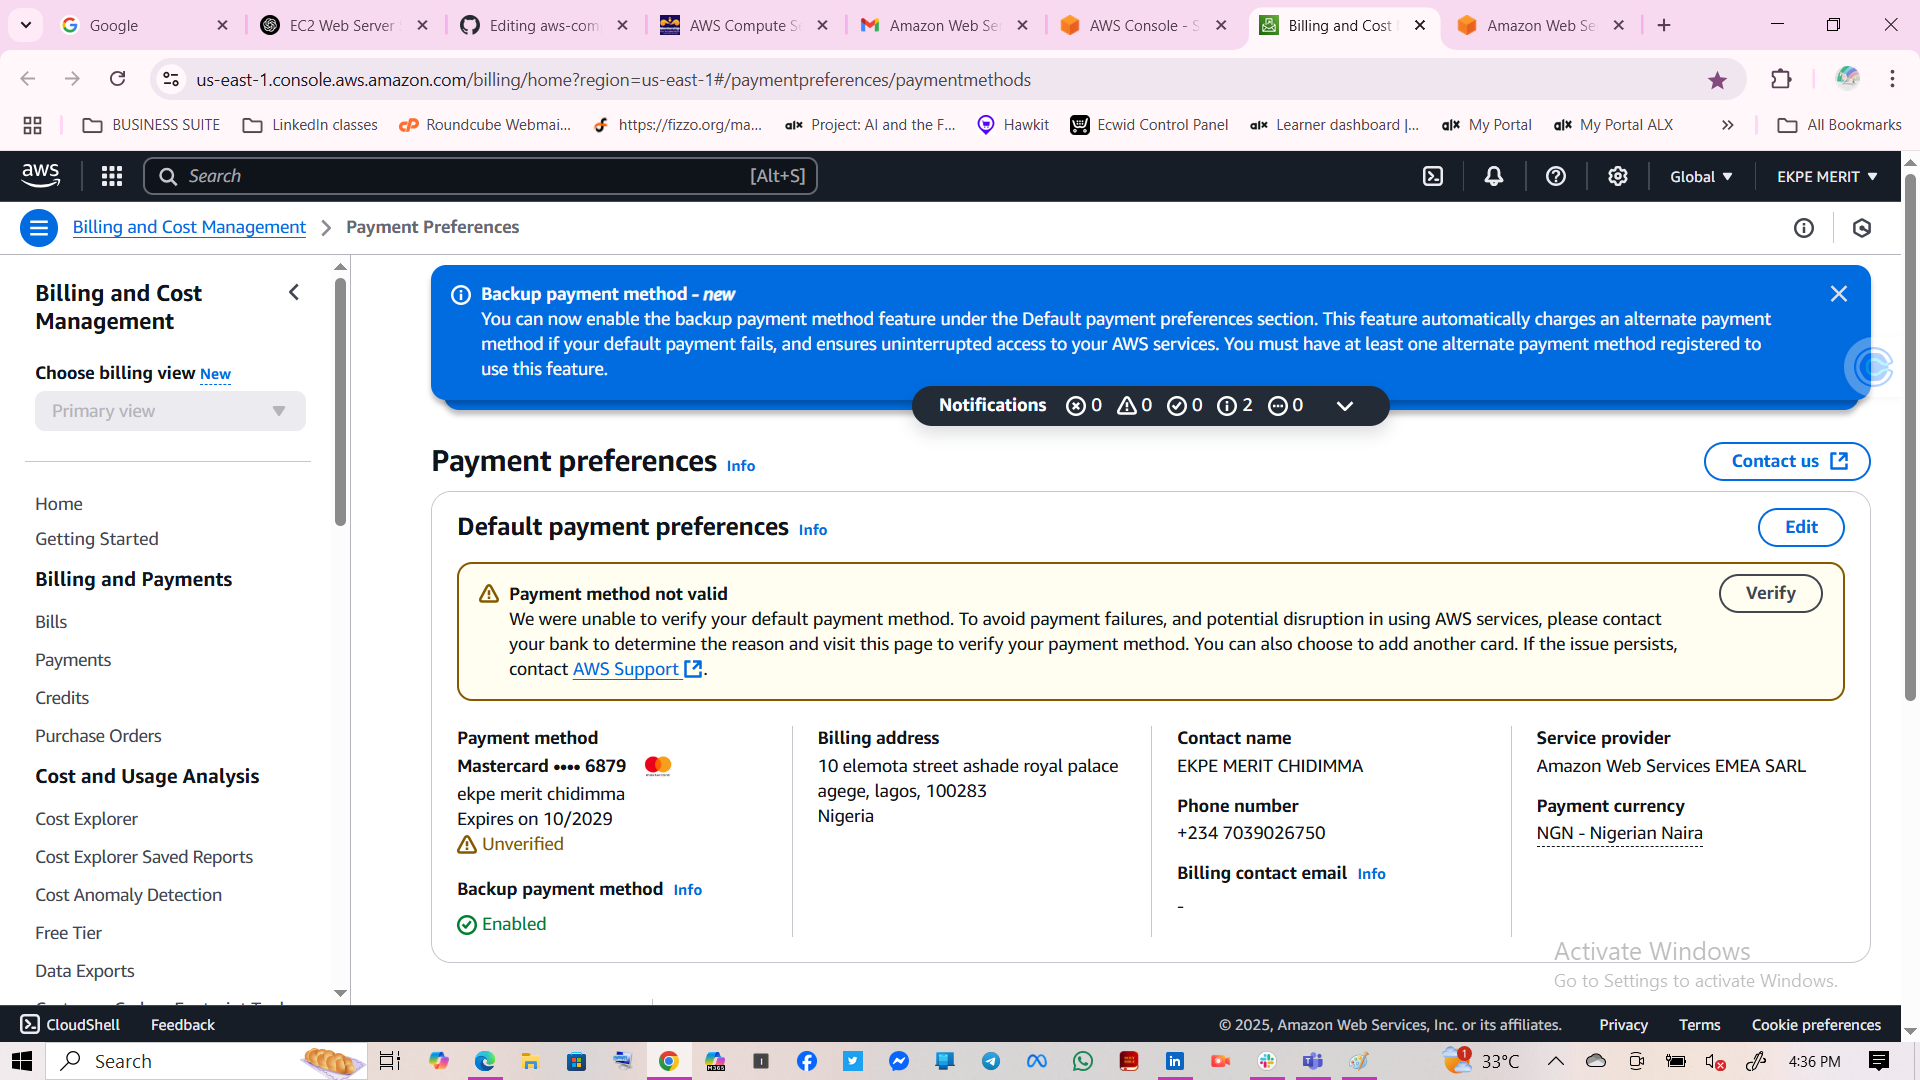 Google
EC2 Web Server
Editing aws-com
AWS Compute Se
Amazon Web Ser
AWS Console - S
Billing and Cost
Amazon Web Se
us-east-1.console.aws.amazon.com/billing/home?region=us-east-1#/paymentpreferences/paymentmethods
BUSINESS SUITE
LinkedIn classes
Roundcube Webmai...
https://fizzo.org/ma...
alx Project: AI and the F...
Hawkit
Ecwid Control Panel
alx Learner dashboard |...
alx My Portal
alx My Portal ALX
All Bookmarks
aws
Search
[Alt+S]
Global
EKPE MERIT
Billing and Cost Management
Payment Preferences
Billing and Cost
Management
Choose billing view New
Primary view
Home
Getting Started
Billing and Payments
Bills
Payments
Credits
Purchase Orders
Cost and Usage Analysis
Cost Explorer
Cost Explorer Saved Reports
Cost Anomaly Detection
Free Tier
Data Exports
Backup payment method - new
You can now enable the backup payment method feature under the Default payment preferences section. This feature automatically charges an alternate payment
method if your default payment fails, and ensures uninterrupted access to your AWS services. You must have at least one alternate payment method registered to
use this feature.
Notifications 0 0 0 2 0
Payment preferences Info
Contact us
Default payment preferences Info
Edit
Payment method not valid
Verify
We were unable to verify your default payment method. To avoid payment failures, and potential disruption in using AWS services, please contact
your bank to determine the reason and visit this page to verify your payment method. You can also choose to add another card. If the issue persists,
contact AWS Support.
Payment method
Mastercard •••• 6879
ekpe merit chidimma
Expires on 10/2029
Unverified
Backup payment method Info
Enabled
Billing address
10 elemota street ashade royal palace
agege, lagos, 100283
Nigeria
Contact name
EKPE MERIT CHIDIMMA
Phone number
+234 7039026750
Billing contact email Info
-
Service provider
Amazon Web Services EMEA SARL
Payment currency
NGN - Nigerian Naira
Activate Windows
Go to Settings to activate Windows.
CloudShell
Feedback
© 2025, Amazon Web Services, Inc. or its affiliates.
Privacy
Terms
Cookie preferences
Search
1
33°C
4:36 PM